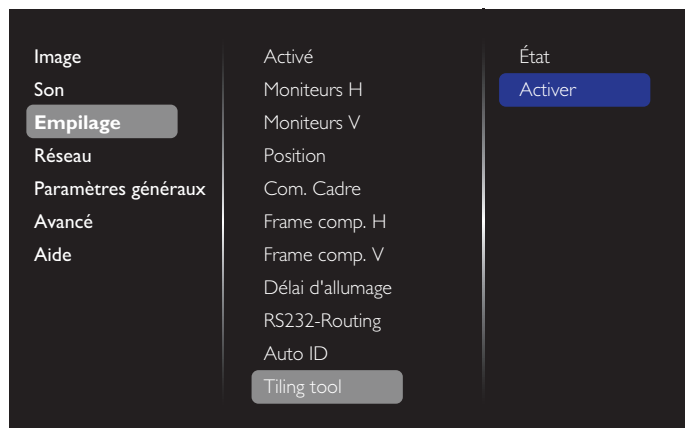 Image
Son
Empilage
Réseau
Paramètres généraux
Avancé
Aide
Activé
Moniteurs H
Moniteurs V
Position
Com. Cadre
Frame comp. H
Frame comp. V
Délai d'allumage
RS232-Routing
Auto ID
Tiling tool
État
Activer